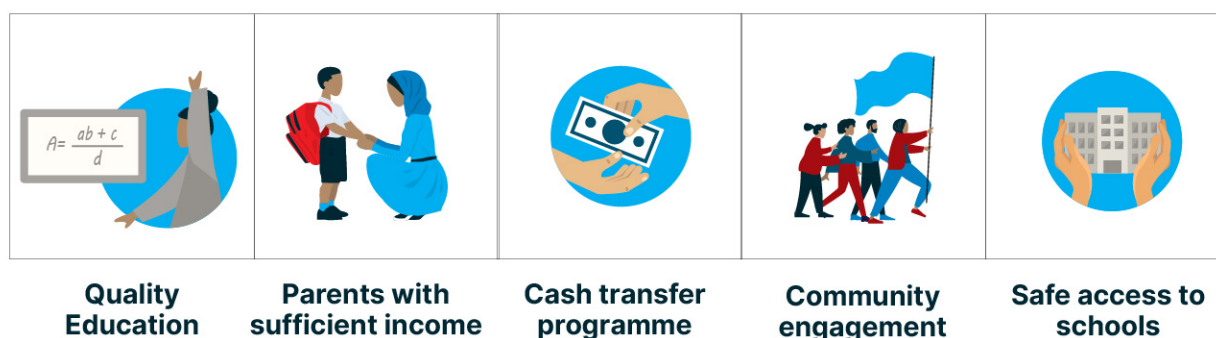 A= ab + c
d
Quality
Education
Parents with
sufficient income
Cash transfer
programme
Community
engagement
Safe access to
schools